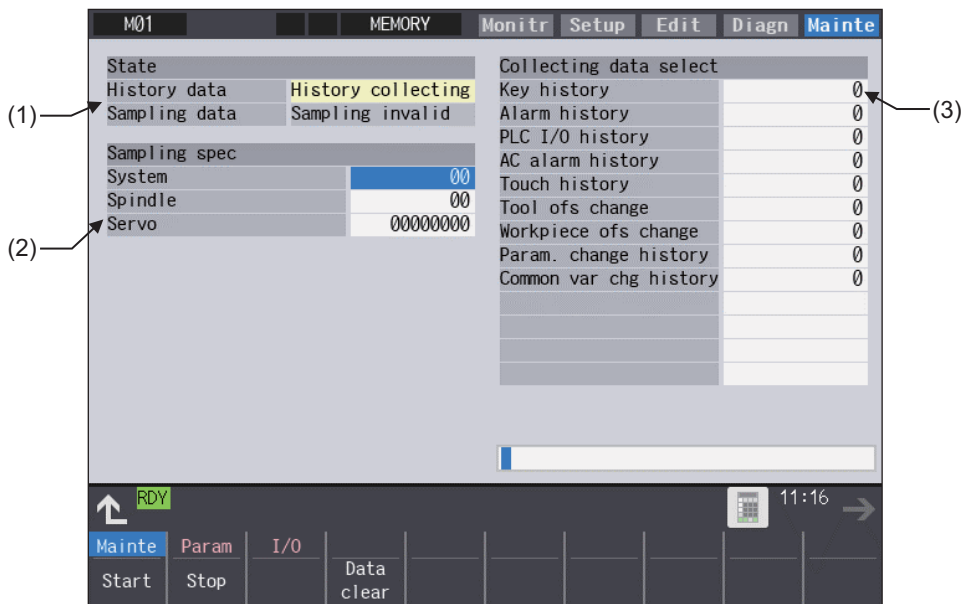 MØ1 MEMORY Monitr Setup Edit Diagn Mainte
State
History data History collecting
Sampling data Sampling invalid
(1)
Sampling spec
System 00
Spindle 00
Servo 00000000
(2)
Collecting data select
Key history 0
(3)
Alarm history 0
PLC I/O history 0
AC alarm history 0
Touch history 0
Tool ofs change 0
Workpiece ofs change 0
Param. change history 0
Common var chg history 0
RDY 11:16
Mainte Param I/O
Start Stop Data clear